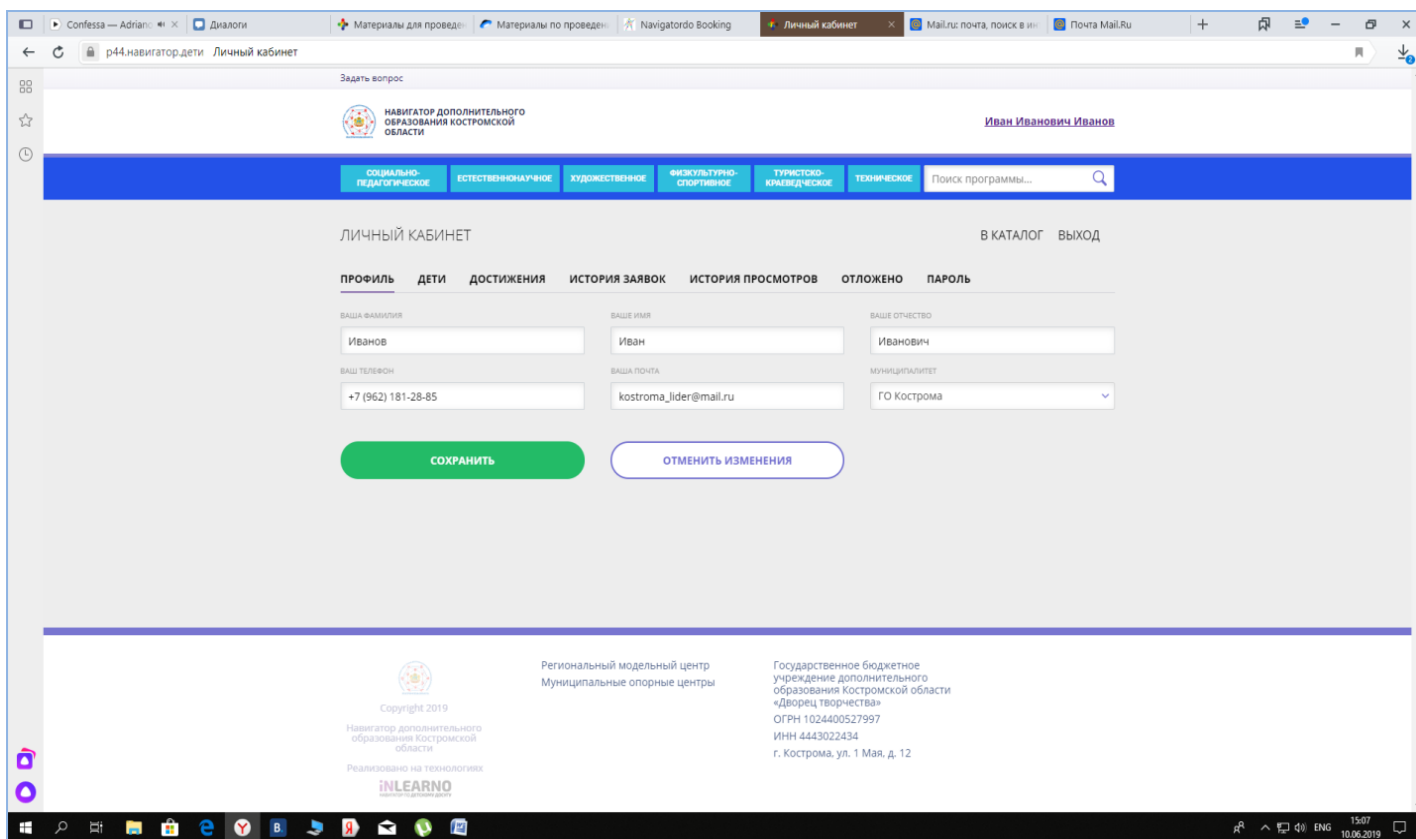 Confessa — Adriano
Диалоги
Материалы для проведе
Материалы по проведен
Navigatordo Booking
Личный кабинет
Mail.ru: почта, поиск в ин
Почта Mail.Ru
р44.навигатор.дети Личный кабинет
Задать вопрос
НАВИГАТОР ДОПОЛНИТЕЛЬНОГО
ОБРАЗОВАНИЯ КОСТРОМСКОЙ
ОБЛАСТИ
Иван Иванович Иванов
СОЦИАЛЬНО-
ПЕДАГОГИЧЕСКОЕ
ЕСТЕСТВЕННОНАУЧНОЕ
ХУДОЖЕСТВЕННОЕ
ФИЗКУЛЬТУРНО-
СПОРТИВНОЕ
ТУРИСТСКО-
КРАЕВЕДЧЕСКОЕ
ТЕХНИЧЕСКОЕ
Поиск программы...
ЛИЧНЫЙ КАБИНЕТ
В КАТАЛОГ ВЫХОД
ПРОФИЛЬ ДЕТИ ДОСТИЖЕНИЯ ИСТОРИЯ ЗАЯВОК ИСТОРИЯ ПРОСМОТРОВ ОТЛОЖЕНО ПАРОЛЬ
ВАША ФАМИЛИЯ
ВАШЕ ИМЯ
ВАШЕ ОТЧЕСТВО
Иванов
Иван
Иванович
ВАШ ТЕЛЕФОН
ВАША ПОЧТА
МУНИЦИПАЛИТЕТ
+7 (962) 181-28-85
kostroma_lider@mail.ru
ГО Кострома
СОХРАНИТЬ
ОТМЕНИТЬ ИЗМЕНЕНИЯ
Copyright 2019
Навигатор дополнительного
образования Костромской
области
Реализовано на технологиях
iNLEARNO
Региональный модельный центр
Муниципальные опорные центры
Государственное бюджетное
учреждение дополнительного
образования Костромской области
«Дворец творчества»
ОГРН 1024400527997
ИНН 4443022434
г. Кострома, ул. 1 Мая, д. 12
ENG
15:07
10.06.2019